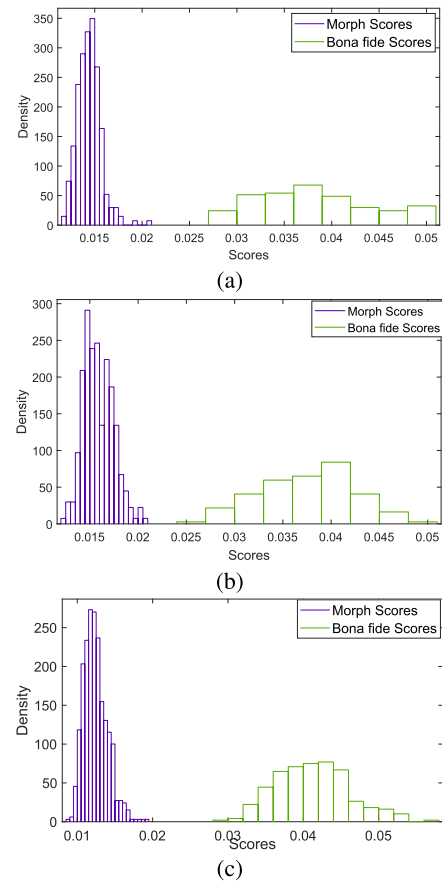 350
300
250
200
150
100
50
0
Density
Morph Scores
Bona fide Scores
0.015 0.02 0.025 0.03 0.035 0.04 0.045 0.05
Scores
(a)
300
250
200
150
100
50
0
Density
Morph Scores
Bona fide Scores
0.015 0.02 0.025 0.03 0.035 0.04 0.045 0.05
Scores
(b)
250
200
150
100
50
0
Density
Morph Scores
Bona fide Scores
0.01 0.02 0.03 0.04 0.05
Scores
(c)